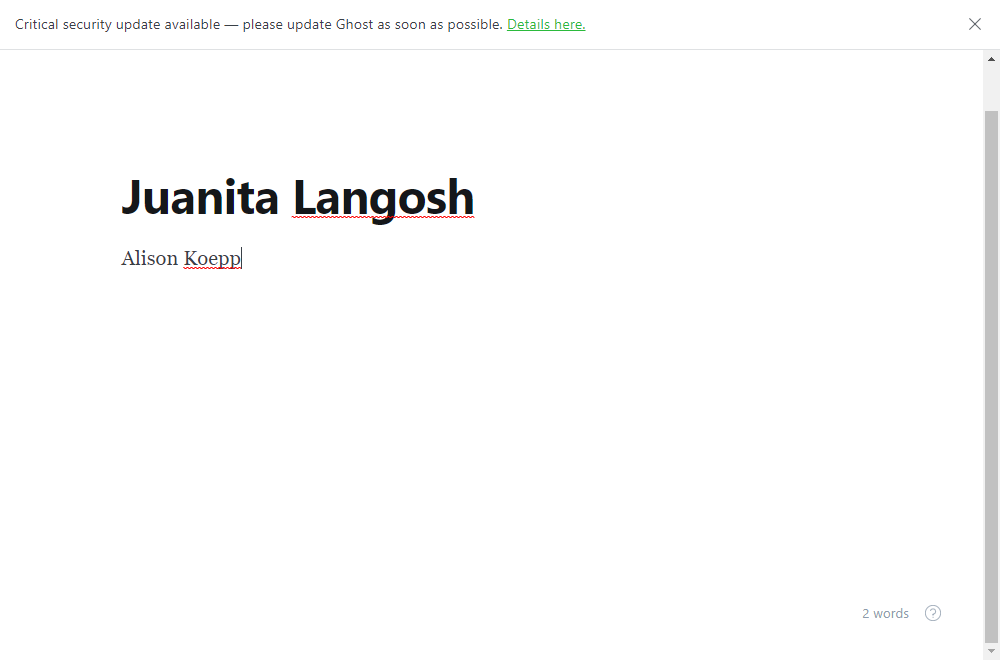 Critical security update available — please update Ghost as soon as possible. Details here.
Juanita Langosh
Alison Koepp
2 words